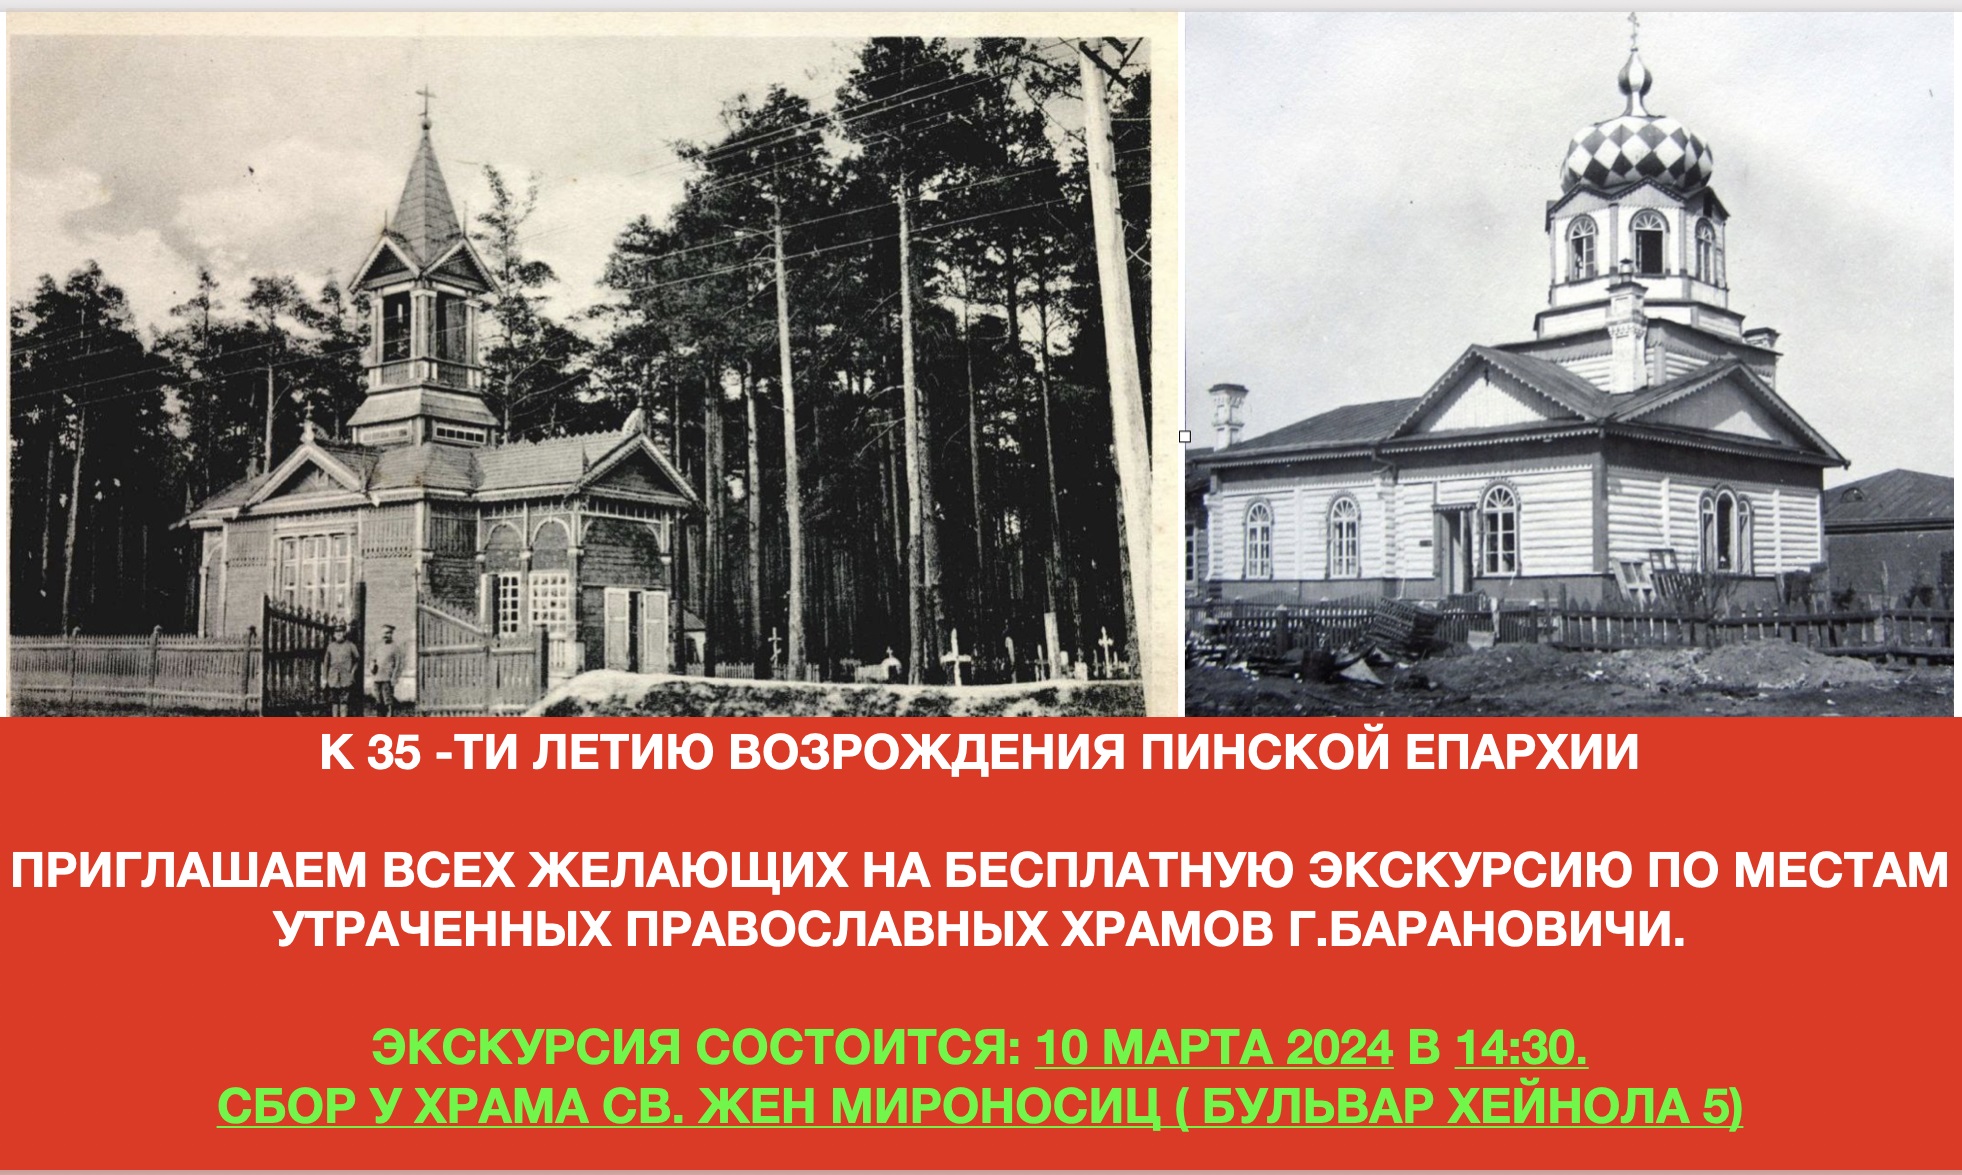 К 35 -ТИ ЛЕТИЮ ВОЗРОЖДЕНИЯ ПИНСКОЙ ЕПАРХИИ
ПРИГЛАШАЕМ ВСЕХ ЖЕЛАЮЩИХ НА БЕСПЛАТНУЮ ЭКСКУРСИЮ ПО МЕСТАМ
УТРАЧЕННЫХ ПРАВОСЛАВНЫХ ХРАМОВ Г.БАРАНОВИЧИ.
ЭКСКУРСИЯ СОСТОИТСЯ: 10 МАРТА 2024 В 14:30.
СБОР У ХРАМА СВ. ЖЕН МИРОНОСИЦ ( БУЛЬВАР ХЕЙНОЛА 5)